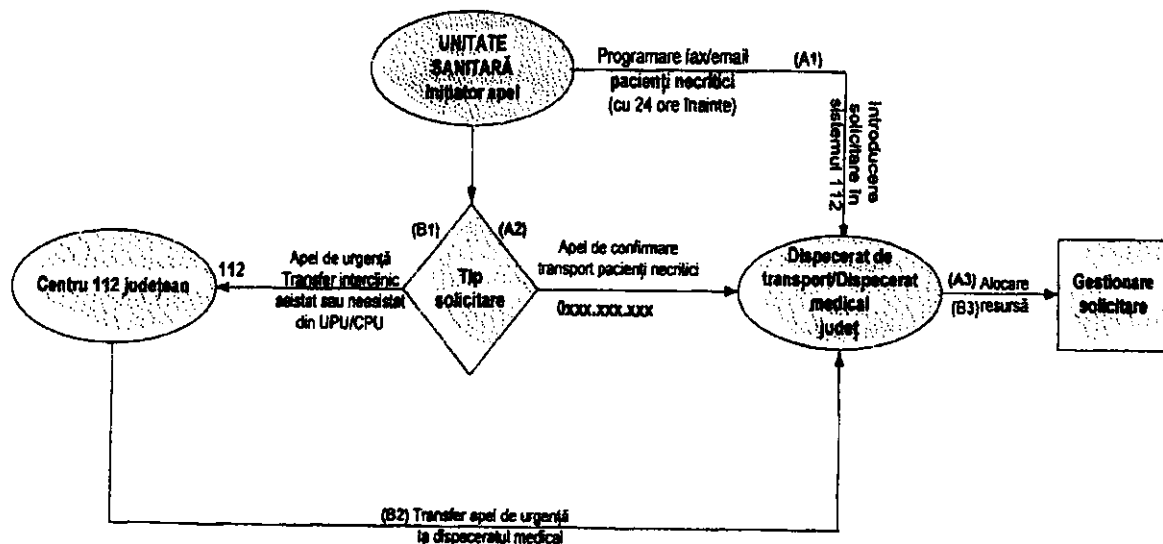 UNITATE
SANITARĂ
inițiator apel
Programare fax/email
pacienți necritici
(cu 24 ore înainte)
(A1)
Introducere
solicitare în
sistemul 112
(B1)
(A2)
Tip
solicitare
Centru 112 județean
112
Apel de urgență
Transfer interclinic
asistat sau neasistat
din UPU/CPU
Apel de confirmare
transport pacienți necritici
0xxx.xxx.xxx
Dispecerat de
transport/Dispecerat
medical
județ
(A3) Alocare
(B3) resursă
Gestionare
solicitare
(B2) Transfer apel de urgență
la dispeceratul medical